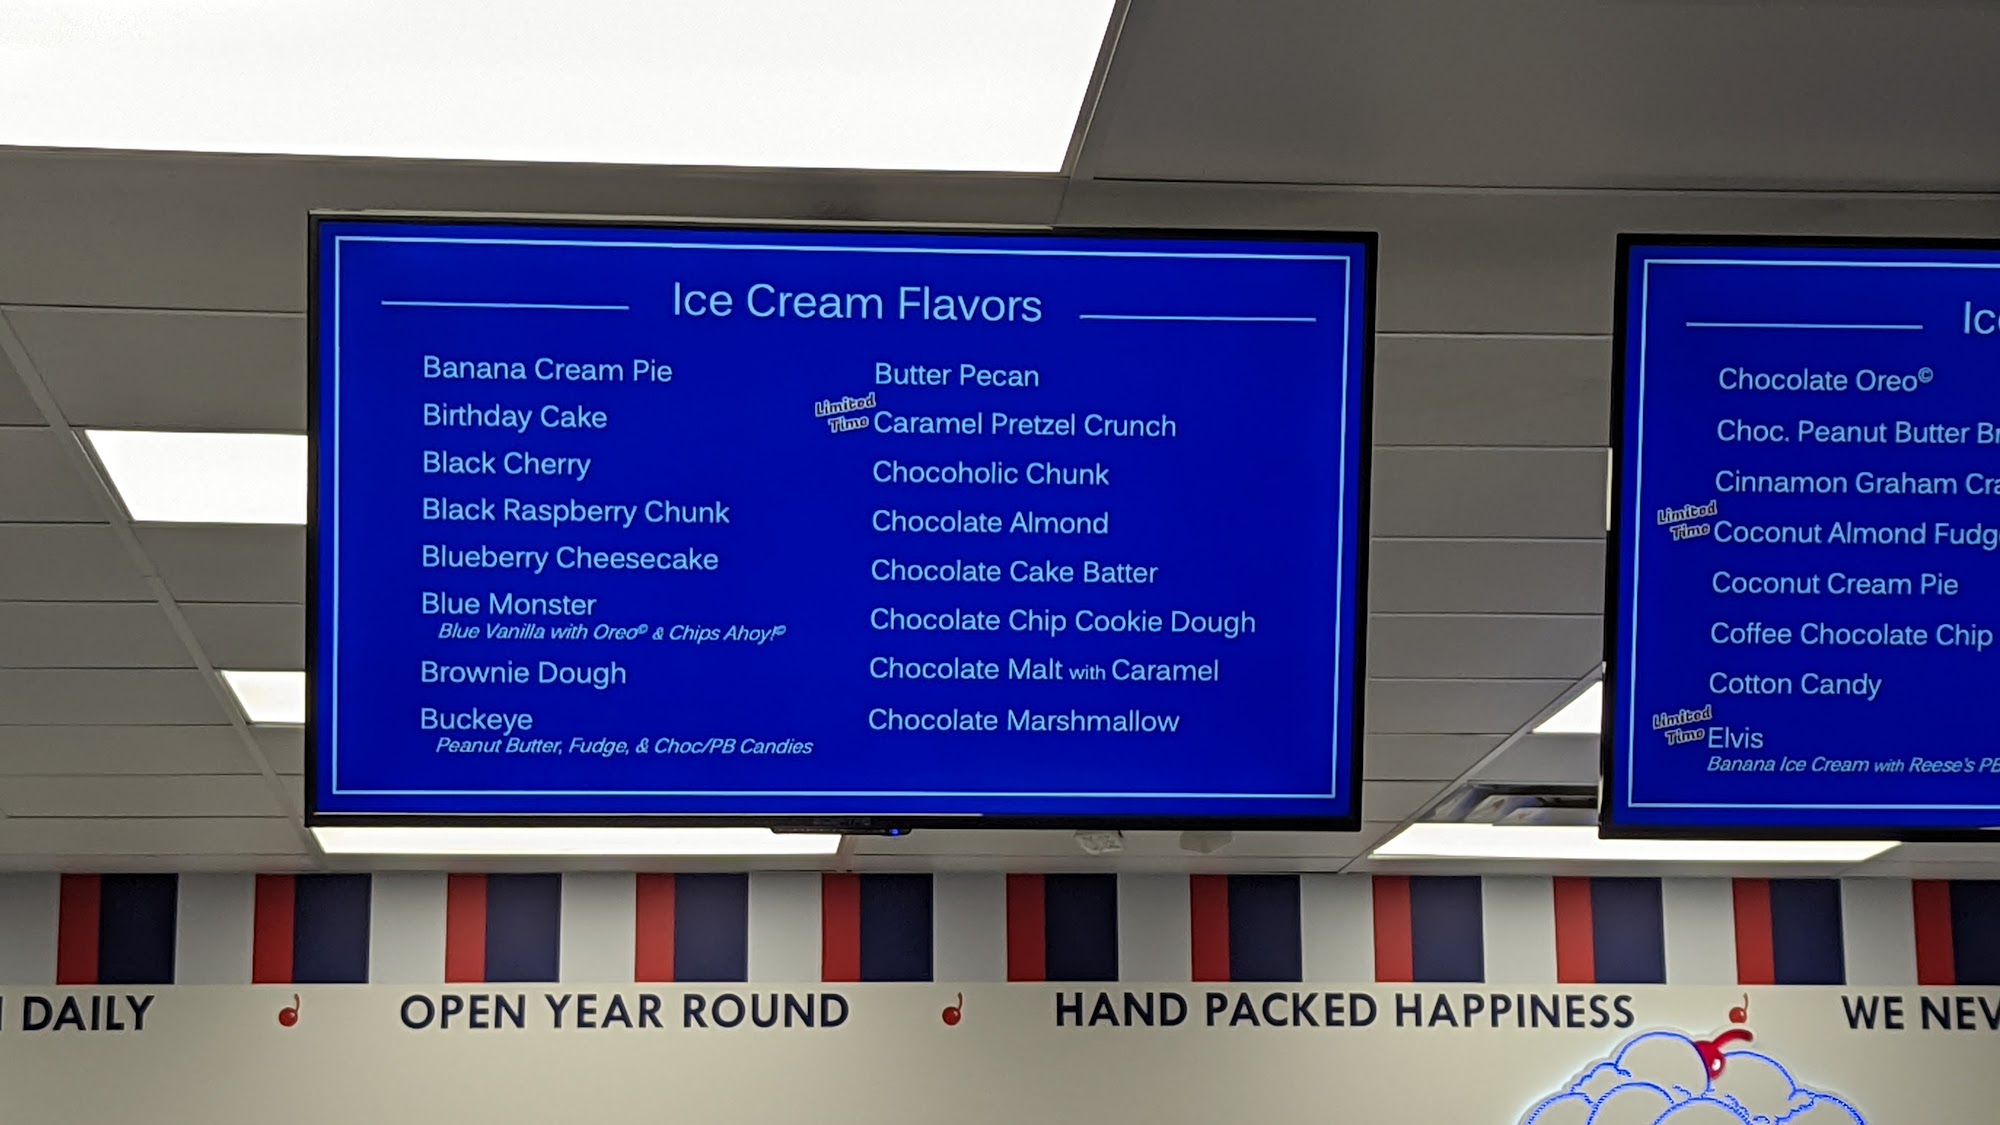 Ice Cream Flavors
Banana Cream Pie
Birthday Cake
Black Cherry
Black Raspberry Chunk
Blueberry Cheesecake
Blue Monster
Blue Vanilla with Oreo© & Chips Ahoy!©
Brownie Dough
Buckeye
Peanut Butter, Fudge, & Choc/PB Candies
Butter Pecan
Limited
Time
Caramel Pretzel Crunch
Chocoholic Chunk
Chocolate Almond
Chocolate Cake Batter
Chocolate Chip Cookie Dough
Chocolate Malt with Caramel
Chocolate Marshmallow
Chocolate Oreo©
Choc. Peanut Butter
Cinnamon Graham
Limited
Time
Coconut Almond
Coconut Cream Pie
Coffee Chocolate Chip
Cotton Candy
Limited
Time
Elvis
Banana Ice Cream with Reese's
DAILY
OPEN YEAR ROUND
HAND PACKED HAPPINESS
WE